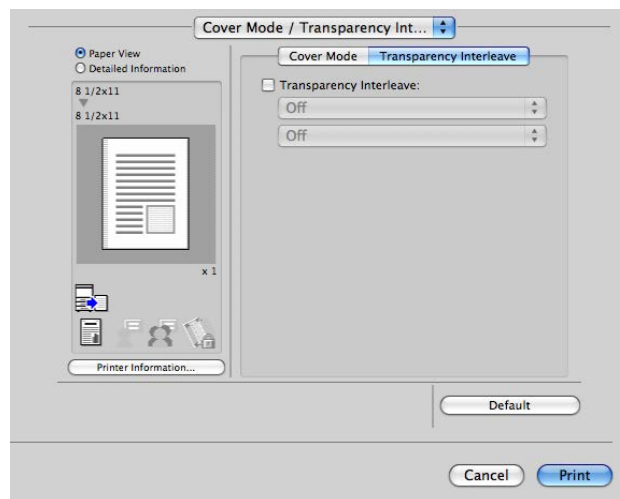 Cover Mode / Transparency Int...
Paper View
Detailed Information
8 1/2x11
8 1/2x11
x 1
Printer Information...
Cover Mode
Transparency Interleave
Transparency Interleave:
Off
Off
Default
Cancel
Print